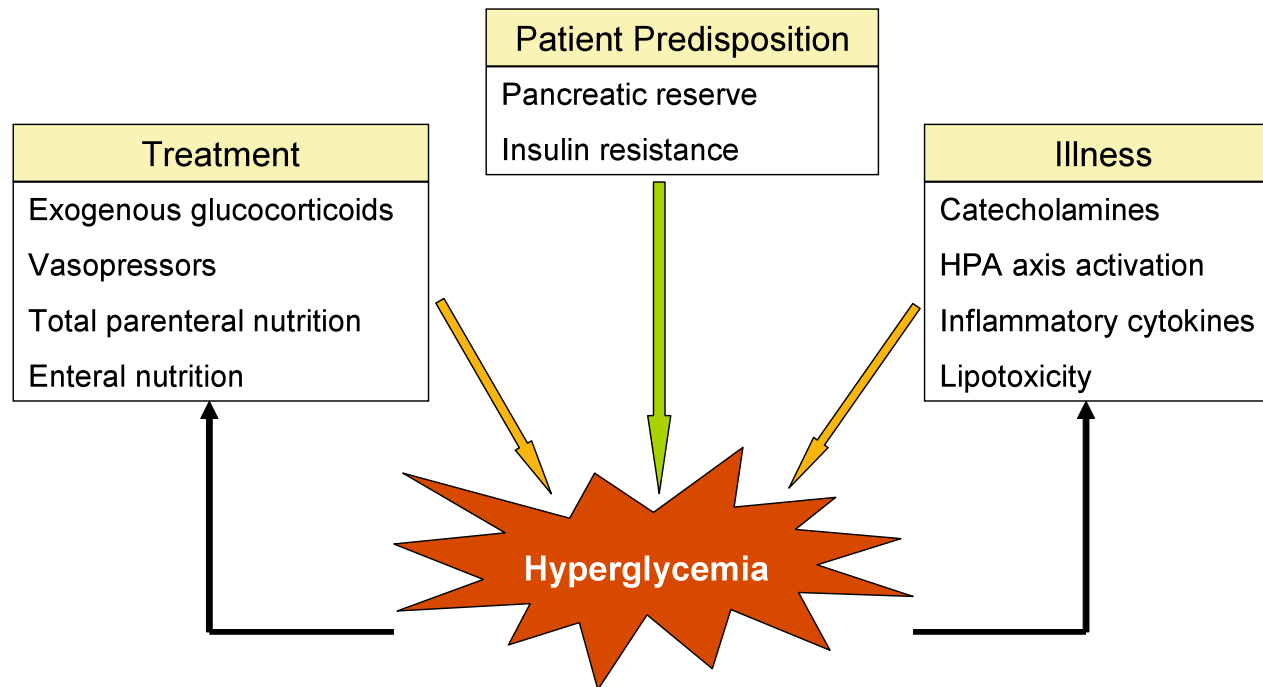 Patient Predisposition
Pancreatic reserve
Insulin resistance
Treatment
Exogenous glucocorticoids
Vasopressors
Total parenteral nutrition
Enteral nutrition
Illness
Catecholamines
HPA axis activation
Inflammatory cytokines
Lipotoxicity
Hyperglycemia